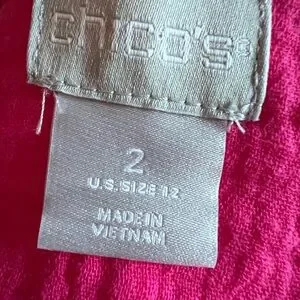 chico's®
2
U.S. SIZE 12
MADE IN
VIETNAM